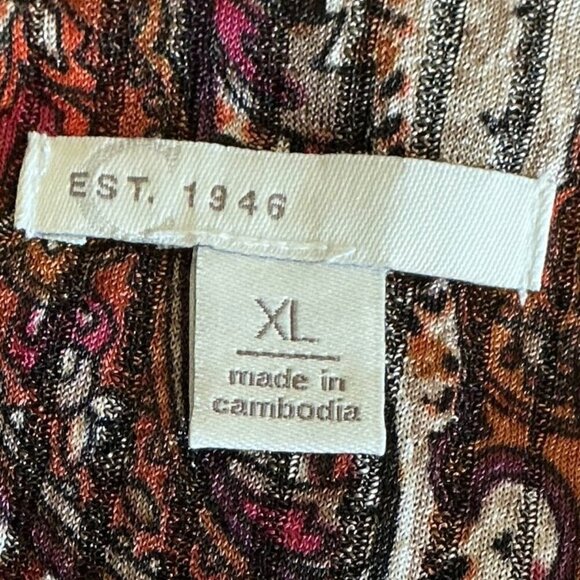 EST. 1946
XL
made in
cambodia